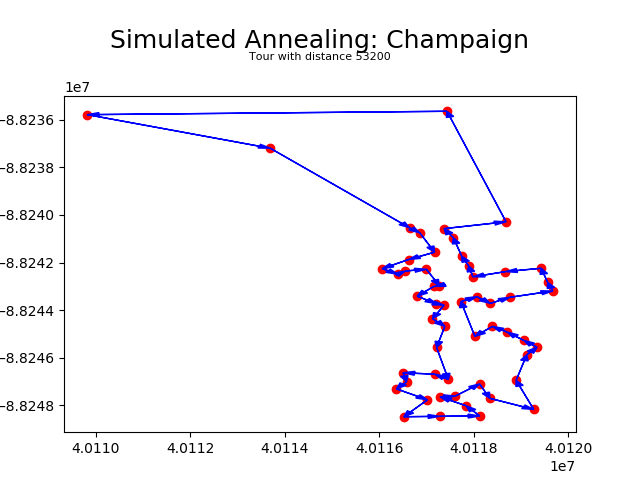 Simulated Annealing: Champaign
Tour with distance 53200
1e7
-8.8236
-8.8238
-8.8240
-8.8242
-8.8244
-8.8246
-8.8248
4.0110 4.0112 4.0114 4.0116 4.0118 4.0120
1e7